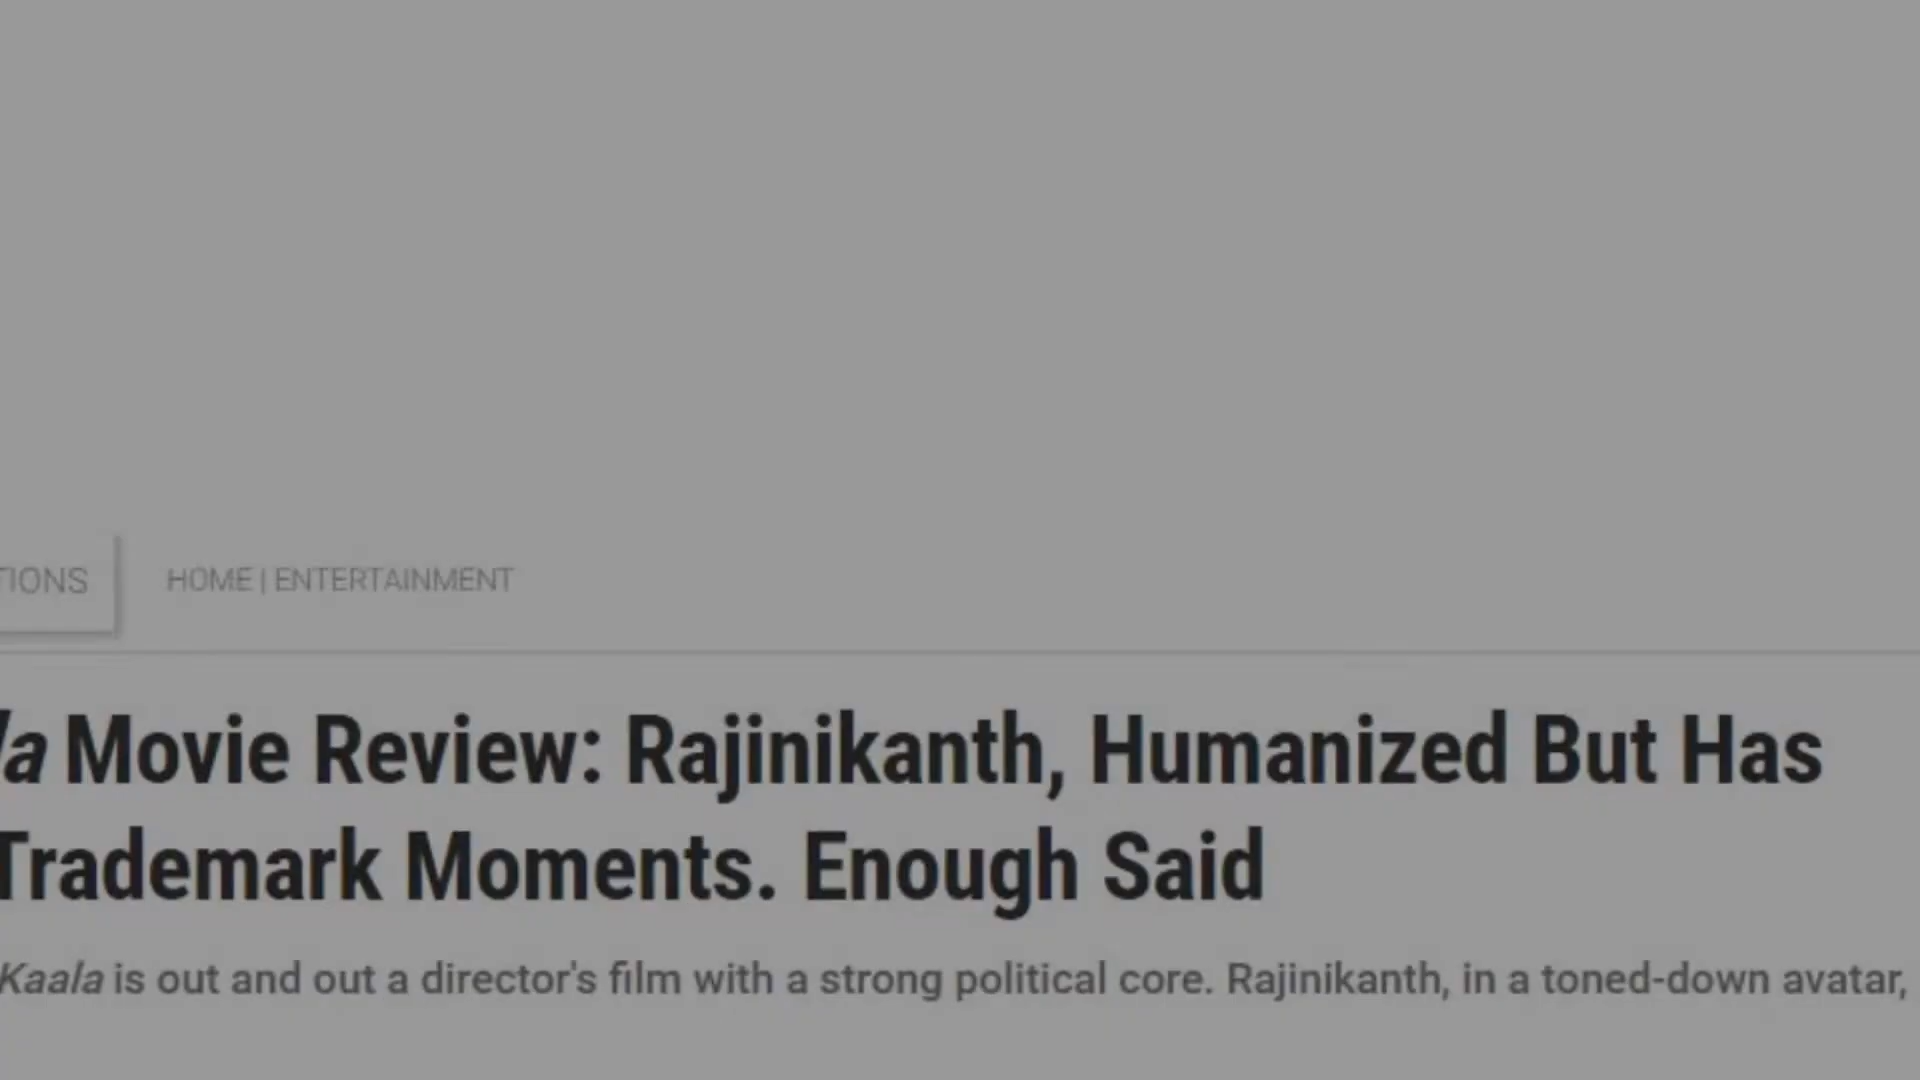 TIONS
HOME | ENTERTAINMENT
la Movie Review: Rajinikanth, Humanized But Has
Trademark Moments. Enough Said
Kaala is out and out a director's film with a strong political core. Rajinikanth, in a toned-down avatar,